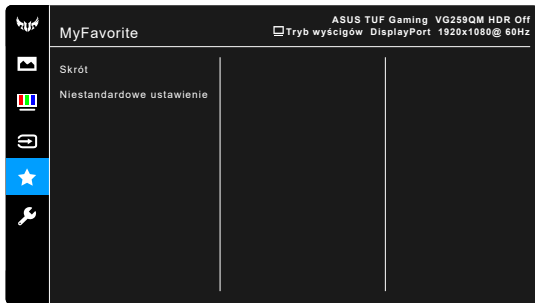 MyFavorite
ASUS TUF Gaming VG259QM HDR Off
Tryb wyścigów DisplayPort 1920x1080@ 60Hz
Skrót
Niestandardowe ustawienie